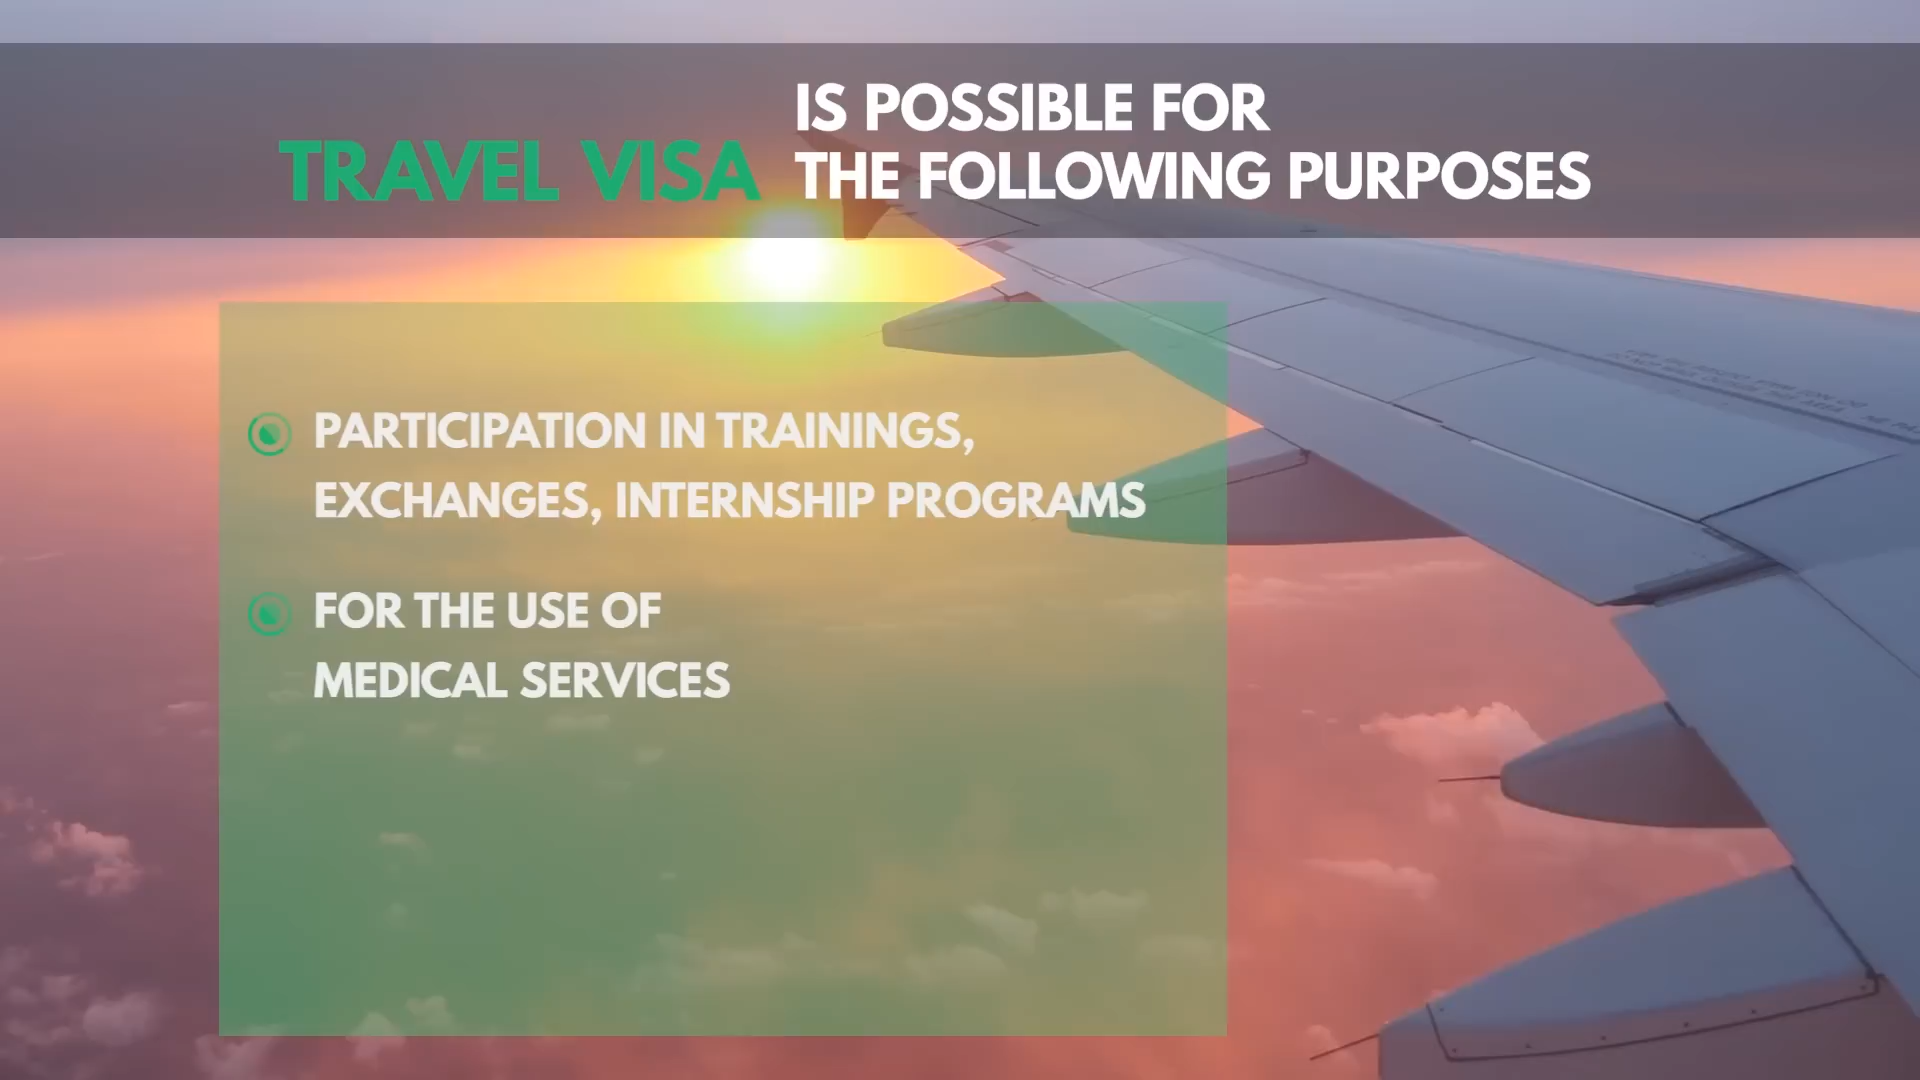 TRAVEL VISA
IS POSSIBLE FOR
THE FOLLOWING PURPOSES
PARTICIPATION IN TRAININGS,
EXCHANGES, INTERNSHIP PROGRAMS
FOR THE USE OF
MEDICAL SERVICES